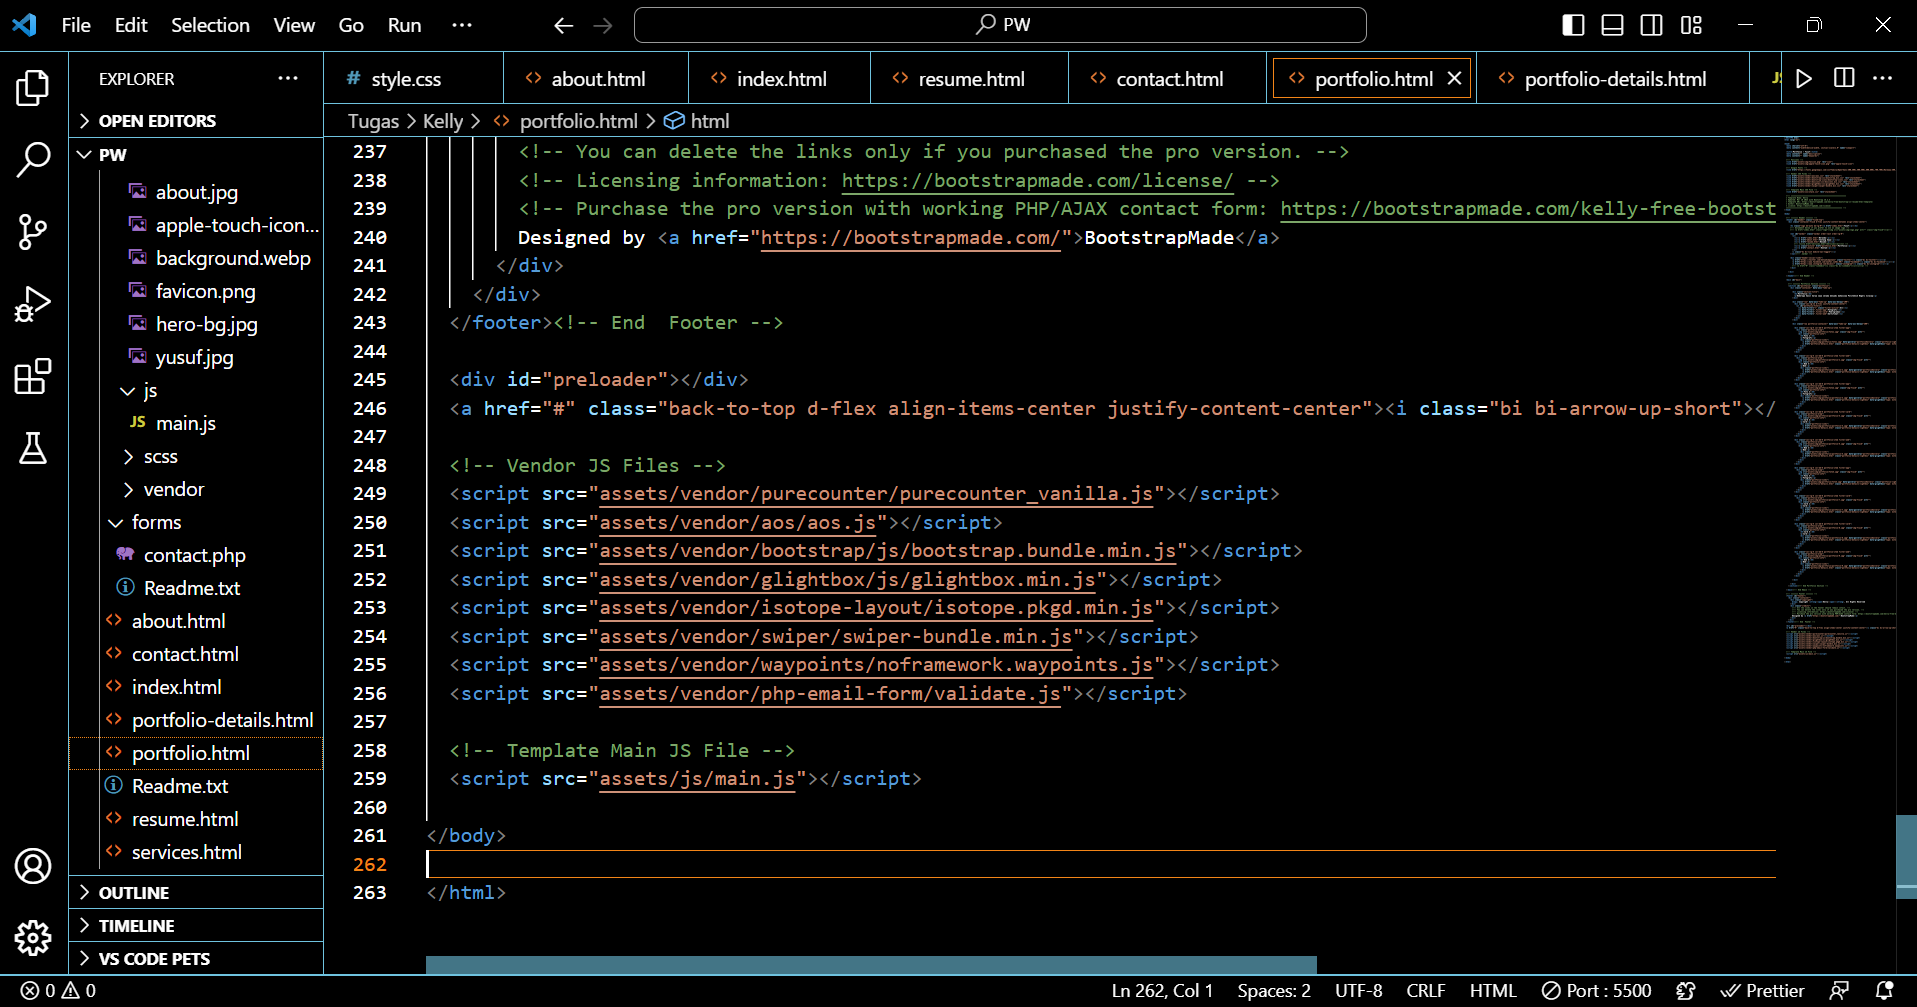 File Edit Selection View Go Run ··· PW
EXPLORER ···
OPEN EDITORS
PW
about.jpg
apple-touch-icon...
background.webp
favicon.png
hero-bg.jpg
yusuf.jpg
js
JS main.js
scss
vendor
forms
contact.php
Readme.txt
about.html
contact.html
index.html
portfolio-details.html
portfolio.html
Readme.txt
resume.html
services.html
OUTLINE
TIMELINE
VS CODE PETS
# style.css <> about.html <> index.html <> resume.html <> contact.html <> portfolio.html <> portfolio-details.html
Tugas > Kelly > <> portfolio.html > html
237 <!-- You can delete the links only if you purchased the pro version. -->
238 <!-- Licensing information: https://bootstrapmade.com/license/ -->
239 <!-- Purchase the pro version with working PHP/AJAX contact form: https://bootstrapmade.com/kelly-free-bootst
240 Designed by <a href="https://bootstrapmade.com/">BootstrapMade</a>
241 </div>
242 </div>
243 </footer><!-- End  Footer -->
244
245 <div id="preloader"></div>
246 <a href="#" class="back-to-top d-flex align-items-center justify-content-center"><i class="bi bi-arrow-up-short"></
247
248 <!-- Vendor JS Files -->
249 <script src="assets/vendor/purecounter/purecounter_vanilla.js"></script>
250 <script src="assets/vendor/aos/aos.js"></script>
251 <script src="assets/vendor/bootstrap/js/bootstrap.bundle.min.js"></script>
252 <script src="assets/vendor/glightbox/js/glightbox.min.js"></script>
253 <script src="assets/vendor/isotope-layout/isotope.pkgd.min.js"></script>
254 <script src="assets/vendor/swiper/swiper-bundle.min.js"></script>
255 <script src="assets/vendor/waypoints/noframework.waypoints.js"></script>
256 <script src="assets/vendor/php-email-form/validate.js"></script>
257
258 <!-- Template Main JS File -->
259 <script src="assets/js/main.js"></script>
260
261 </body>
262
263 </html>
0 0 Ln 262, Col 1 Spaces: 2 UTF-8 CRLF HTML Port : 5500 Prettier